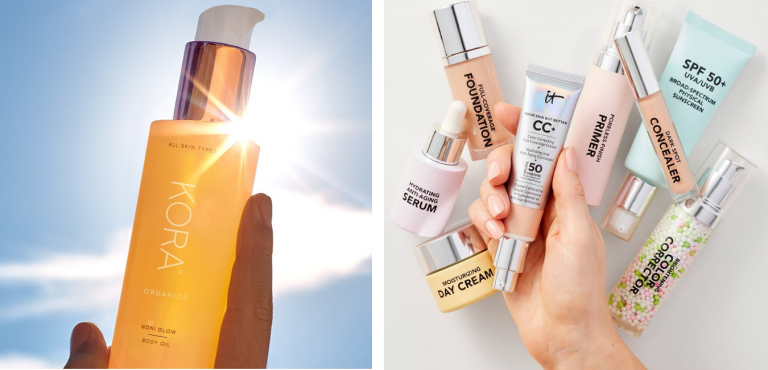 ALL SKIN TYPES
KORA
ORGANICS
NONI GLOW
BODY OIL
FULL-COVERAGE
FOUNDATION
HYDRATING
ANTI-AGING
SERUM
MOISTURIZING
DAY CREAM
it
YOUR SKIN BUT BETTER
CC+
50
PORELESS FINISH
PRIMER
DARK SPOT
CONCEALER
SPF 50+
UVA/UVB
BROAD-SPECTRUM
PHYSICAL
SUNSCREEN
BRIGHTENING
COLOR
CORRECTOR